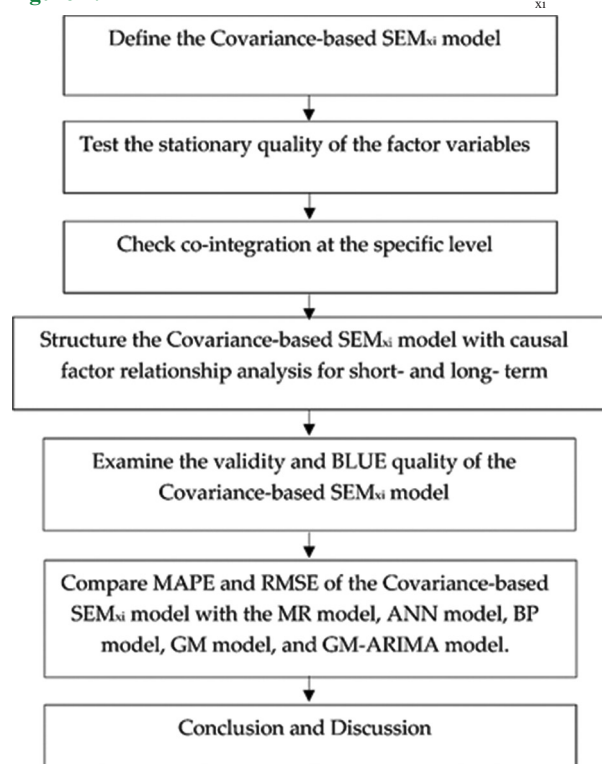 xi
Define the Covariance-based SEMxi model
Test the stationary quality of the factor variables
Check co-integration at the specific level
Structure the Covariance-based SEMxi model with causal
factor relationship analysis for short- and long- term
Examine the validity and BLUE quality of the
Covariance-based SEMxi model
Compare MAPE and RMSE of the Covariance-based
SEMxi model with the MR model, ANN model, BP
model, GM model, and GM-ARIMA model.
Conclusion and Discussion